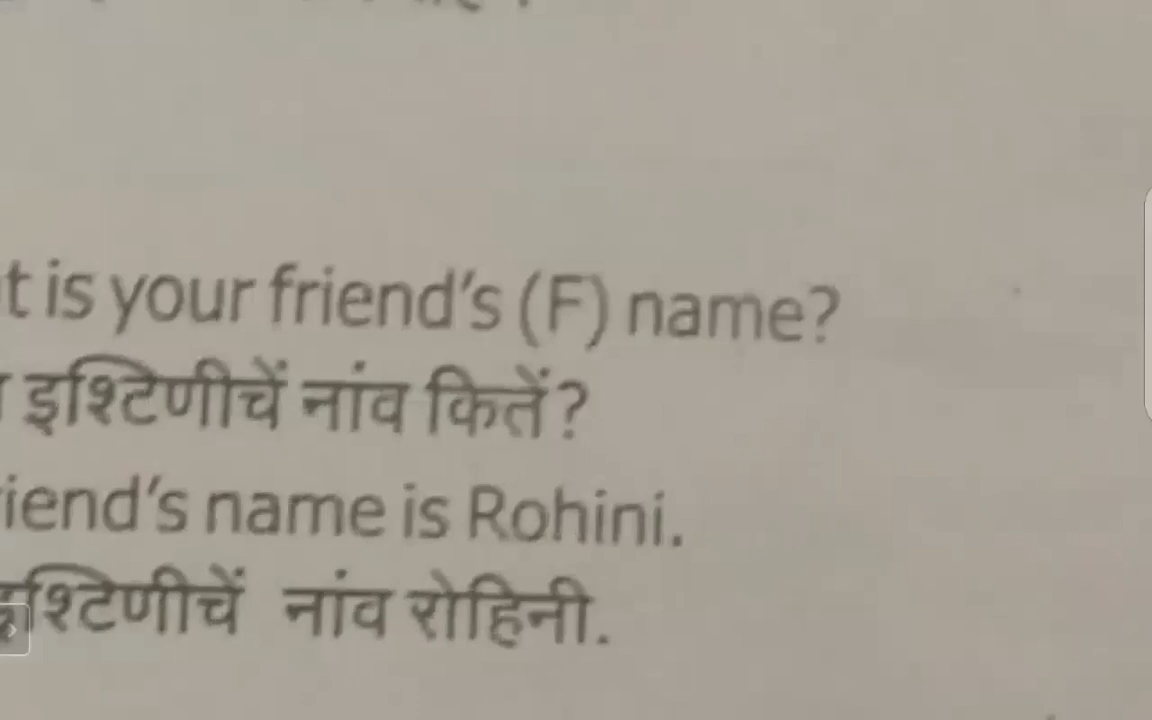 t is your friend's (F) name?
इश्टिणीचें नांव कितें?
iend's name is Rohini.
इश्टिणीचें नांव रोहिनी.